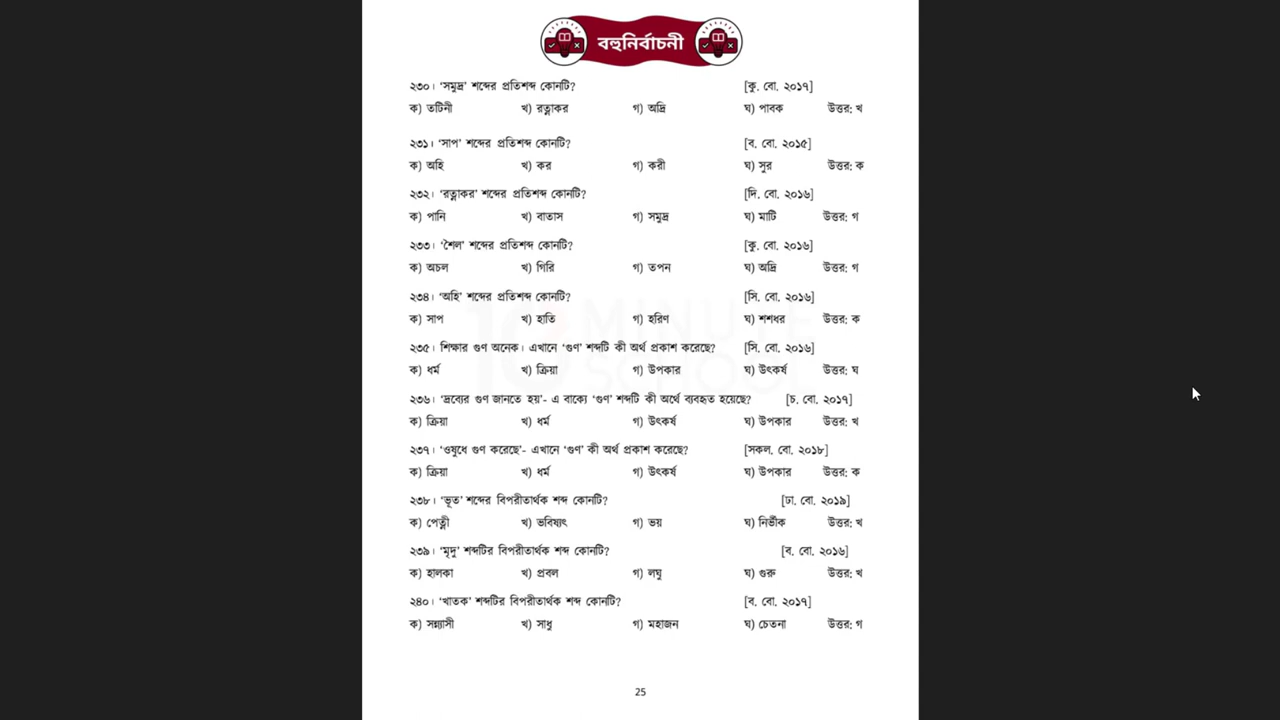 বহুনির্বাচনী
২৩০। ‘সমুদ্র’ শব্দের প্রতিশব্দ কোনটি? [কু. বো. ২০১৭]
ক) তটিনী খ) রত্নাকর গ) অদ্রি ঘ) পাবক উত্তর: খ
২৩১। ‘সাপ’ শব্দের প্রতিশব্দ কোনটি? [ব. বো. ২০১৫]
ক) অহি খ) কর গ) করী ঘ) সুর উত্তর: ক
২৩২। ‘রত্নাকর’ শব্দের প্রতিশব্দ কোনটি? [দি. বো. ২০১৬]
ক) পানি খ) বাতাস গ) সমুদ্র ঘ) মাটি উত্তর: গ
২৩৩। ‘শৈল’ শব্দের প্রতিশব্দ কোনটি? [কু. বো. ২০১৬]
ক) অচল খ) গিরি গ) তপন ঘ) অদ্রি উত্তর: গ
২৩৪। ‘অহি’ শব্দের প্রতিশব্দ কোনটি? [সি. বো. ২০১৬]
ক) সাপ খ) হাতি গ) হরিণ ঘ) শশধর উত্তর: ক
২৩৫। শিক্ষার গুণ অনেক। এখানে ‘গুণ’ শব্দটি কী অর্থ প্রকাশ করেছে? [সি. বো. ২০১৬]
ক) ধর্ম খ) ক্রিয়া গ) উপকার ঘ) উৎকর্ষ উত্তর: ঘ
২৩৬। ‘দ্রব্যের গুণ জানতে হয়’- এ বাক্যে ‘গুণ’ শব্দটি কী অর্থে ব্যবহৃত হয়েছে? [চ. বো. ২০১৭]
ক) ক্রিয়া খ) ধর্ম গ) উৎকর্ষ ঘ) উপকার উত্তর: খ
২৩৭। ‘ওষুধে গুণ করেছে’- এখানে ‘গুণ’ কী অর্থ প্রকাশ করেছে? [সকল. বো. ২০১৮]
ক) ক্রিয়া খ) ধর্ম গ) উৎকর্ষ ঘ) উপকার উত্তর: ক
২৩৮। ‘ভূত’ শব্দের বিপরীতার্থক শব্দ কোনটি? [ঢা. বো. ২০১৯]
ক) পেত্নী খ) ভবিষ্যৎ গ) ভয় ঘ) নির্ভীক উত্তর: খ
২৩৯। ‘মৃদু’ শব্দটির বিপরীতার্থক শব্দ কোনটি? [ব. বো. ২০১৬]
ক) হালকা খ) প্রবল গ) লঘু ঘ) গুরু উত্তর: খ
২৪০। ‘খাতক’ শব্দটির বিপরীতার্থক শব্দ কোনটি? [ব. বো. ২০১৭]
ক) সন্ন্যাসী খ) সাধু গ) মহাজন ঘ) চেতনা উত্তর: গ
10 MINUTE SCHOOL
25